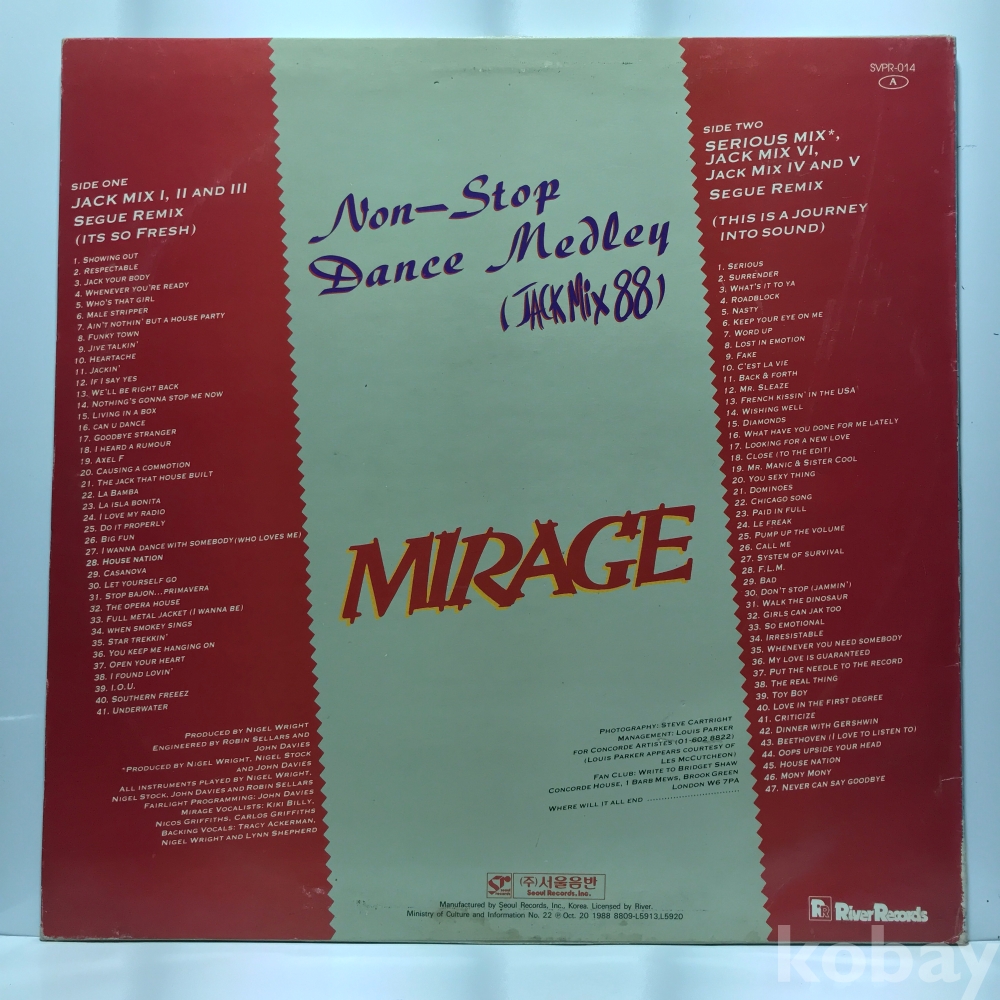 SVPR-014
A
SIDE ONE
JACK MIX I, II AND III
SEGUE REMIX
(ITS SO FRESH)
1. SHOWING OUT
2. RESPECTABLE
3. JACK YOUR BODY
4. WHENEVER YOU'RE READY
5. WHO'S THAT GIRL
6. MALE STRIPPER
7. AIN'T NOTHIN' BUT A HOUSE PARTY
8. FUNKY TOWN
9. JIVE TALKIN'
10. HEARTACHE
11. JACKIN'
12. IF I SAY YES
13. WE'LL BE RIGHT BACK
14. NOTHING'S GONNA STOP ME NOW
15. LIVING IN A BOX
16. CAN U DANCE
17. GOODBYE STRANGER
18. I HEARD A RUMOUR
19. AXEL F
20. CAUSING A COMMOTION
21. THE JACK THAT HOUSE BUILT
22. LA BAMBA
23. LA ISLA BONITA
24. I LOVE MY RADIO
25. DO IT PROPERLY
26. BIG FUN
27. I WANNA DANCE WITH SOMEBODY (WHO LOVES ME)
28. HOUSE NATION
29. CASANOVA
30. LET YOURSELF GO
31. STOP BAJON...PRIMAVERA
32. THE OPERA HOUSE
33. FULL METAL JACKET (I WANNA BE)
34. WHEN SMOKEY SINGS
35. STAR TREKKIN'
36. YOU KEEP ME HANGING ON
37. OPEN YOUR HEART
38. I FOUND LOVIN'
39. I.O.U.
40. SOUTHERN FREEEZ
41. UNDERWATER
PRODUCED BY NIGEL WRIGHT
ENGINEERED BY ROBIN SELLARS AND
JOHN DAVIES
*PRODUCED BY NIGEL WRIGHT, NIGEL STOCK
AND JOHN DAVIES
ALL INSTRUMENTS PLAYED BY NIGEL WRIGHT,
NIGEL STOCK, JOHN DAVIES AND ROBIN SELLARS
FAIRLIGHT PROGRAMMING: JOHN DAVIES
MIRAGE VOCALISTS: KIKI BILLY,
NICOS GRIFFITHS, CARLOS GRIFFITHS
BACKING VOCALS: TRACY ACKERMAN,
NIGEL WRIGHT AND LYNN SHEPHERD
Non-Stop
Dance Medley
(JACK MIX 88)
MIRAGE
SIDE TWO
SERIOUS MIX*,
JACK MIX VI,
JACK MIX IV AND V
SEGUE REMIX
(THIS IS A JOURNEY
INTO SOUND)
1. SERIOUS
2. SURRENDER
3. WHAT'S IT TO YA
4. ROADBLOCK
5. NASTY
6. KEEP YOUR EYE ON ME
7. WORD UP
8. LOST IN EMOTION
9. FAKE
10. C'EST LA VIE
11. BACK & FORTH
12. MR. SLEAZE
13. FRENCH KISSIN' IN THE USA
14. WISHING WELL
15. DIAMONDS
16. WHAT HAVE YOU DONE FOR ME LATELY
17. LOOKING FOR A NEW LOVE
18. CLOSE (TO THE EDIT)
19. MR. MANIC & SISTER COOL
20. YOU SEXY THING
21. DOMINOES
22. CHICAGO SONG
23. PAID IN FULL
24. LE FREAK
25. PUMP UP THE VOLUME
26. CALL ME
27. SYSTEM OF SURVIVAL
28. F.L.M.
29. BAD
30. DON'T STOP (JAMMIN')
31. WALK THE DINOSAUR
32. GIRLS CAN JAK TOO
33. SO EMOTIONAL
34. IRRESISTABLE
35. WHENEVER YOU NEED SOMEBODY
36. MY LOVE IS GUARANTEED
37. PUT THE NEEDLE TO THE RECORD
38. THE REAL THING
39. TOY BOY
40. LOVE IN THE FIRST DEGREE
41. CRITICIZE
42. DINNER WITH GERSHWIN
43. BEETHOVEN (I LOVE TO LISTEN TO)
44. OOPS UPSIDE YOUR HEAD
45. HOUSE NATION
46. MONY MONY
47. NEVER CAN SAY GOODBYE
PHOTOGRAPHY: STEVE CARTRIGHT
MANAGEMENT: LOUIS PARKER
FOR CONCORDE ARTISTES (01-602 8822)
(LOUIS PARKER APPEARS COURTESY OF
LES MCCUTCHEON)
FAN CLUB: WRITE TO BRIDGET SHAW
CONCORDE HOUSE, 1 BARB MEWS, BROOK GREEN
LONDON W6 7PA
WHERE WILL IT ALL END ..............................
(주)서울음반
Seoul Records, Inc.
Manufactured by Seoul Records, Inc., Korea. Licensed by River.
Ministry of Culture and Information No. 22 ℗ Oct. 20 1988 8809-L5913.L5920
River Records
kobay